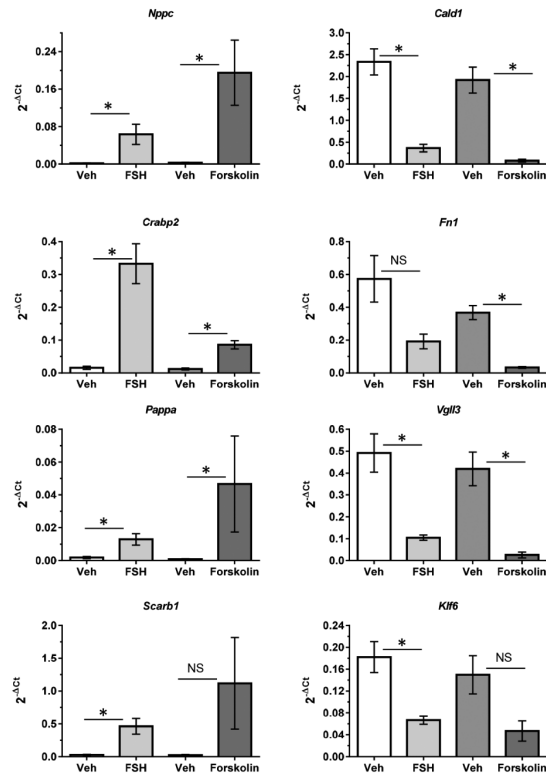 Nppc
2^-ΔCt
0.24
0.16
0.08
0.00
*
*
Veh FSH Veh Forskolin
Cald1
2^-ΔCt
3.0
2.5
2.0
1.5
1.0
0.5
0.0
*
*
Veh FSH Veh Forskolin
Crabp2
2^-ΔCt
0.4
0.3
0.2
0.1
0.0
*
*
Veh FSH Veh Forskolin
Fn1
2^-ΔCt
0.8
0.6
0.4
0.2
0.0
NS
*
Veh FSH Veh Forskolin
Pappa
2^-ΔCt
0.08
0.06
0.04
0.02
0.00
*
*
Veh FSH Veh Forskolin
Vgll3
2^-ΔCt
0.6
0.5
0.4
0.3
0.2
0.1
0.0
*
*
Veh FSH Veh Forskolin
Scarb1
2^-ΔCt
2.0
1.5
1.0
0.5
0.0
*
NS
Veh FSH Veh Forskolin
Klf6
2^-ΔCt
0.24
0.20
0.16
0.12
0.08
0.04
0.00
*
NS
Veh FSH Veh Forskolin